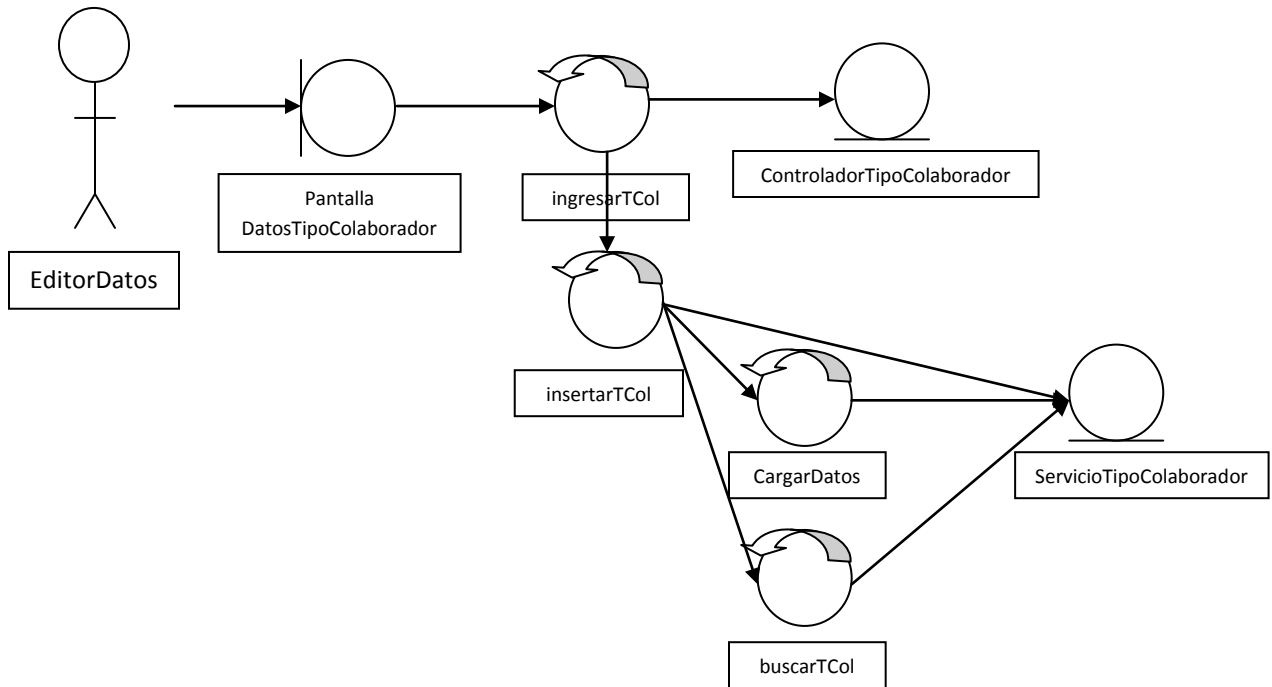 ControladorTipoColaborador
Pantalla
DatosTipoColaborador
ingresarTCol
EditorDatos
insertarTCol
CargarDatos
ServicioTipoColaborador
buscarTCol